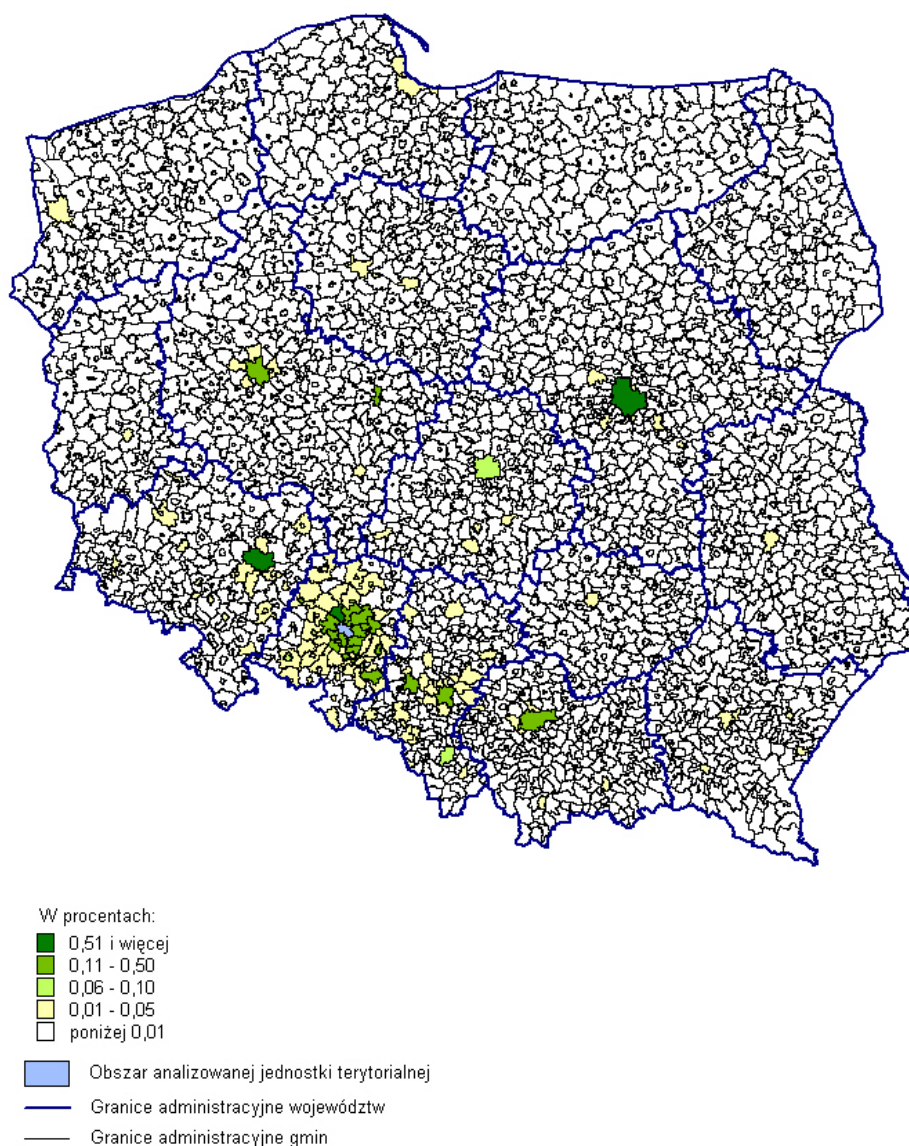 W procentach:
0,51 i więcej
0,11 - 0,50
0,06 - 0,10
0,01 - 0,05
poniżej 0,01
Obszar analizowanej jednostki terytorialnej
Granice administracyjne województw
Granice administracyjne gmin